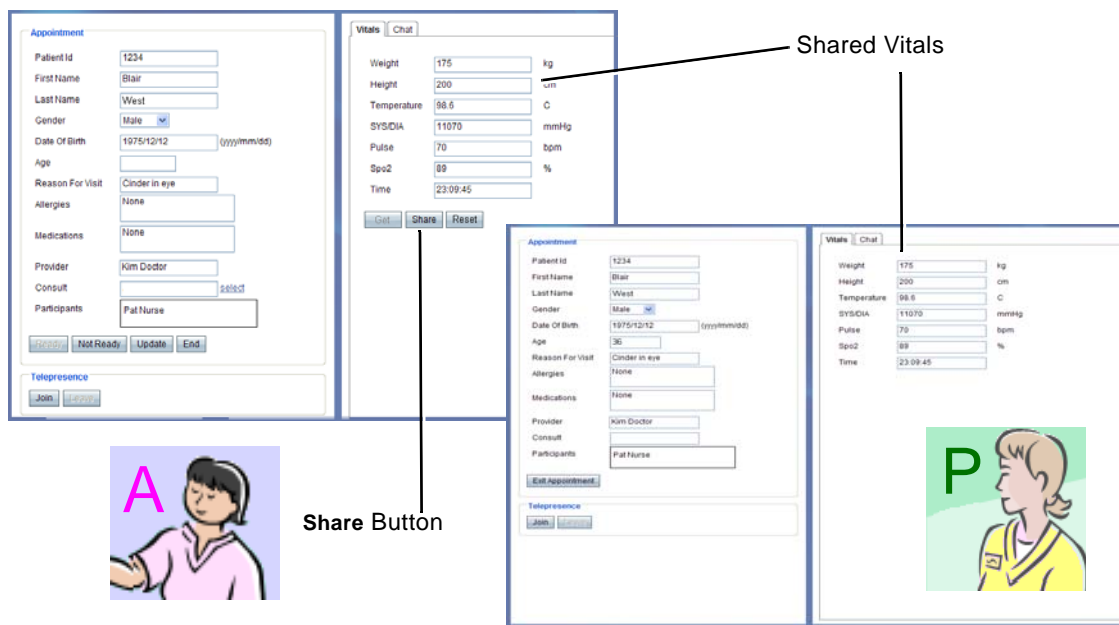 Appointment
Patient Id 1234
First Name Blair
Last Name West
Gender Male
Date Of Birth 1975/12/12 (yyyy/mm/dd)
Age
Reason For Visit Cinder in eye
Allergies None
Medications None
Provider Kim Doctor
Consult select
Participants Pat Nurse
Ready Not Ready Update End
Telepresence
Join Leave
Vitals Chat
Weight 175 kg
Height 200 cm
Temperature 98.6 C
SYS/DIA 11070 mmHg
Pulse 70 bpm
Spo2 89 %
Time 23:09:45
Get Share Reset
Shared Vitals
Appointment
Patient Id 1234
First Name Blair
Last Name West
Gender Male
Date Of Birth 1975/12/12 (yyyy/mm/dd)
Age 36
Reason For Visit Cinder in eye
Allergies None
Medications None
Provider Kim Doctor
Consult
Participants Pat Nurse
Exit Appointment
Telepresence
Join Leave
Vitals Chat
Weight 175 kg
Height 200 cm
Temperature 98.6 C
SYS/DIA 11070 mmHg
Pulse 70 bpm
Spo2 89 %
Time 23:09:45
A
Share Button
P